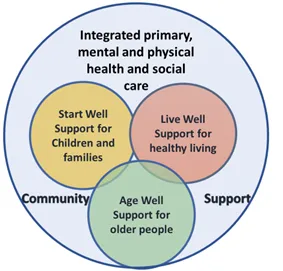 Integrated primary,
mental and physical
health and social
care
Start Well
Support for
Children and
families
Live Well
Support for
healthy living
Community
Support
Age Well
Support for
older people